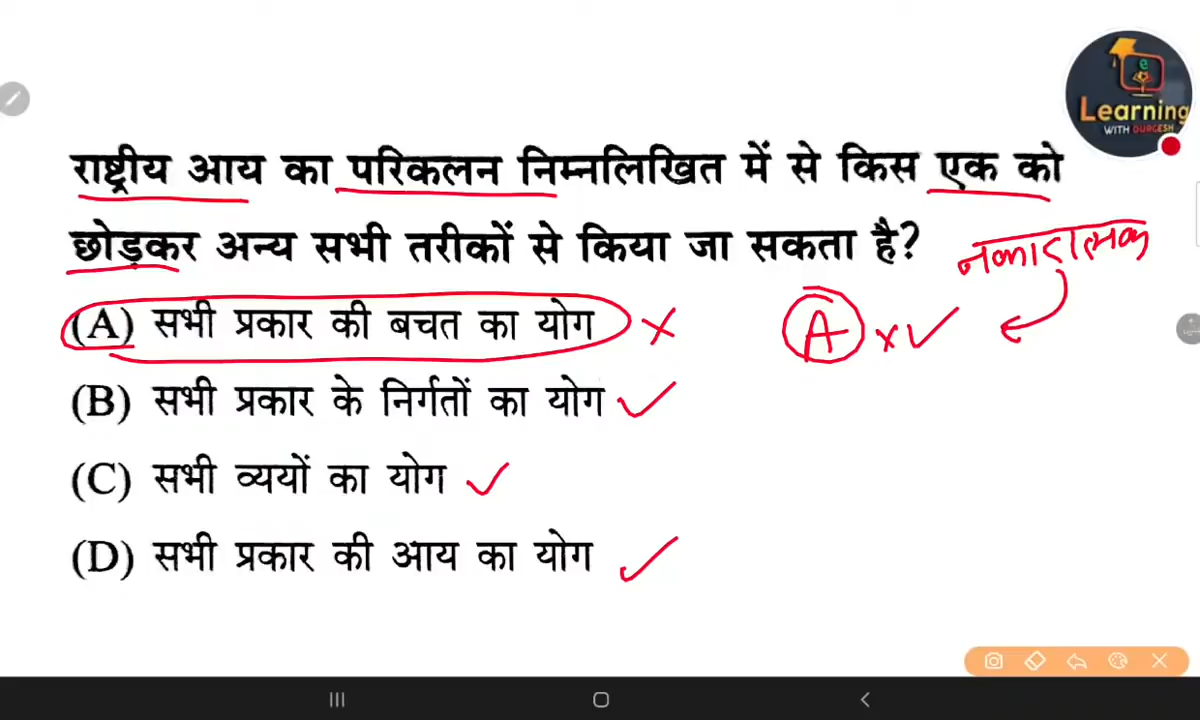 e
Learning
WITH DURGESH
राष्ट्रीय आय का परिकलन निम्नलिखित में से किस एक को
छोड़कर अन्य सभी तरीकों से किया जा सकता है?
नकारात्मक
(A) सभी प्रकार की बचत का योग
A
(B) सभी प्रकार के निर्गतों का योग
(C) सभी व्ययों का योग
(D) सभी प्रकार की आय का योग